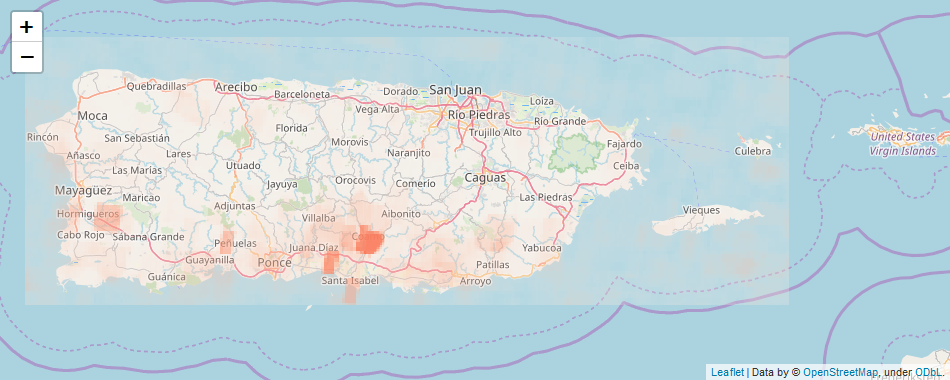 +
−
Quebradillas
Arecibo
Barceloneta
Dorado
San Juan
Loíza
Moca
Vega Alta
Río Piedras
Río Grande
Rincón
San Sebastián
Florida
Morovis
Trujillo Alto
Fajardo
Culebra
United States
Virgin Islands
Añasco
Lares
Naranjito
Ceiba
Las Marías
Utuado
Mayagüez
Maricao
Jayuya
Orocovis
Comerío
Caguas
Las Piedras
Hormigueros
Adjuntas
Villalba
Aibonito
Vieques
Cabo Rojo
Sabana Grande
Peñuelas
Juana Díaz
Yabucoa
Guayanilla
Ponce
Patillas
Guánica
Santa Isabel
Arroyo
Leaflet | Data by © OpenStreetMap, under ODbL.